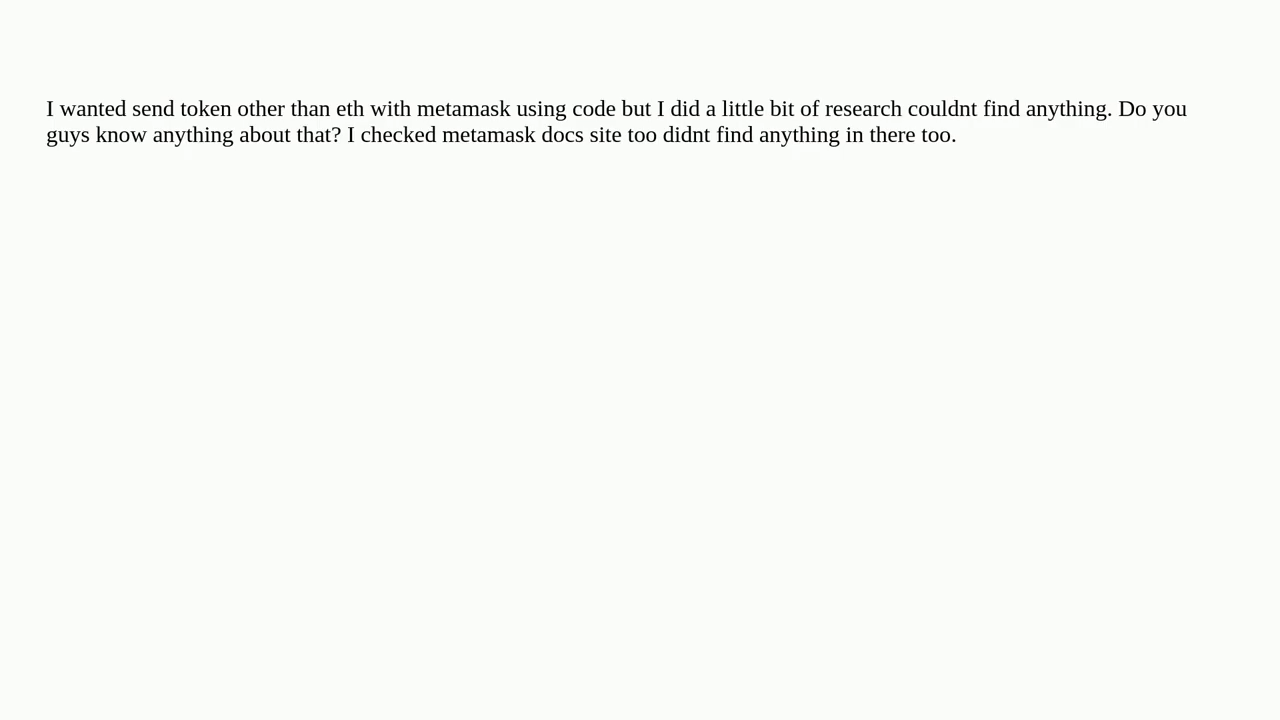 I wanted send token other than eth with metamask using code but I did a little bit of research couldnt find anything. Do you
guys know anything about that? I checked metamask docs site too didnt find anything in there too.